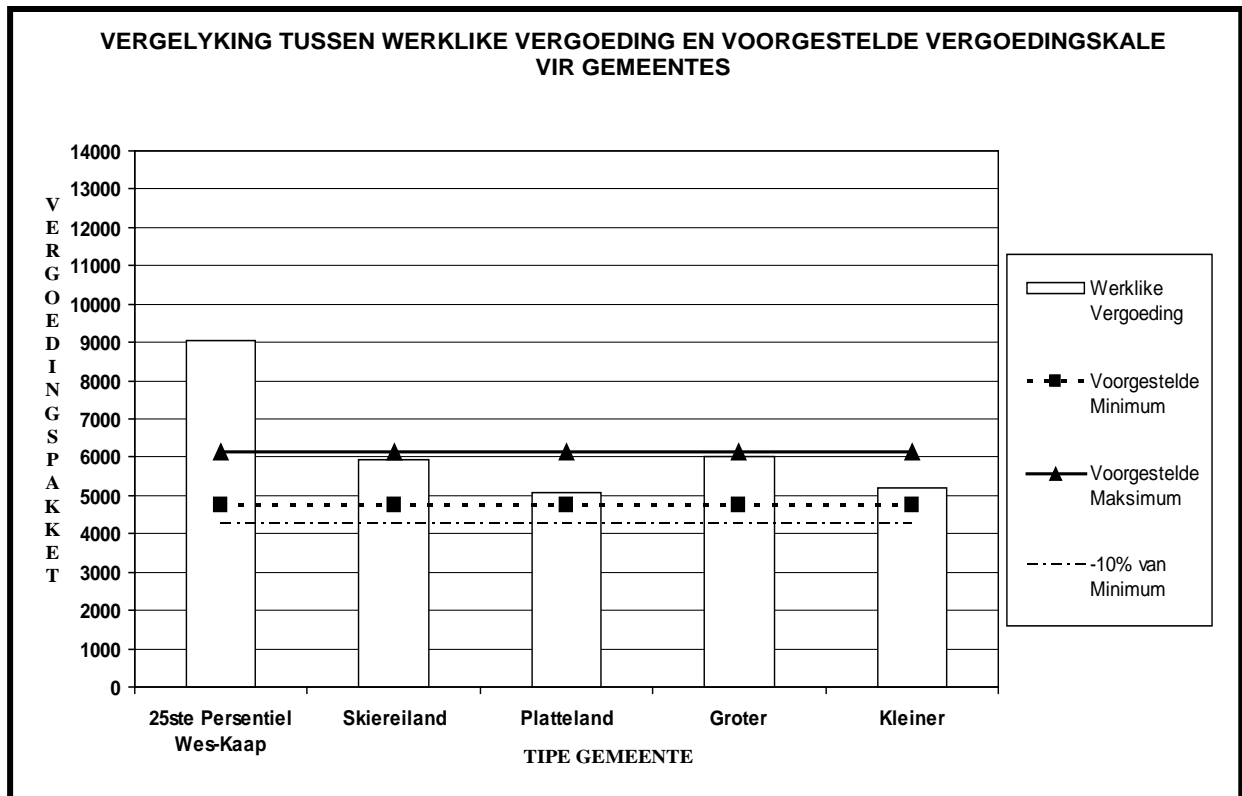 VERGELYKING TUSSEN WERKLIKE VERGOEDING EN VOORGESTELDE VERGOEDINGSKALE
VIR GEMEENTES
VERGOEDINGSPAKKET
14000
13000
12000
11000
10000
9000
8000
7000
6000
5000
4000
3000
2000
1000
0
25ste Persentiel
Wes-Kaap
Skiereiland
Platteland
Groter
Kleiner
TIPE GEMEENTE
Werklike
Vergoeding
Voorgestelde
Minimum
Voorgestelde
Maksimum
-10% van
Minimum